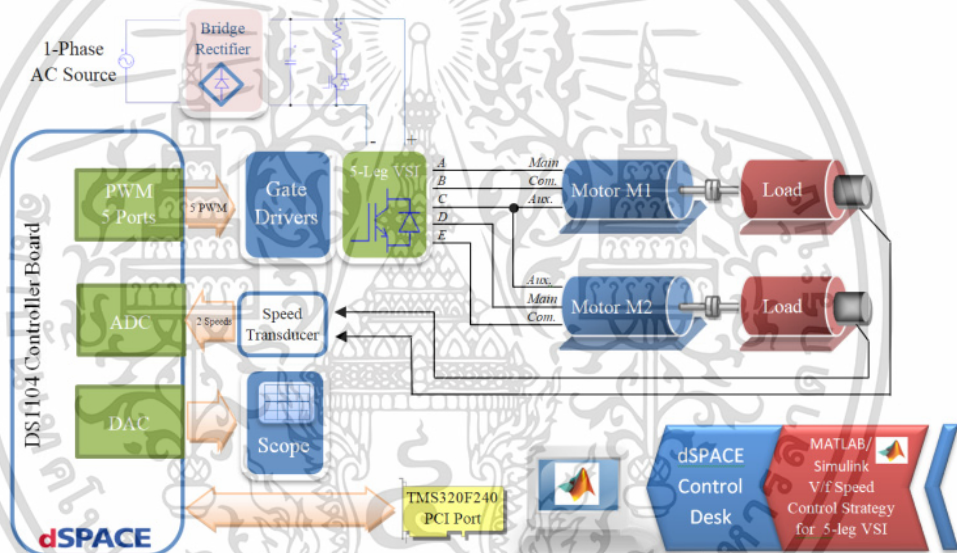 1-Phase
AC Source
Bridge
Rectifier
- +
PWM
5 Ports
5 PWM
Gate
Drivers
5-Leg VSI
A
B
C
D
E
Main
Com.
Aux.
Motor M1
Load
Aux.
Main
Com.
Motor M2
Load
DS1104 Controller Board
ADC
2 Speeds
Speed
Transducer
DAC
Scope
TMS320F240
PCI Port
dSPACE
dSPACE
Control
Desk
MATLAB/
Simulink
V/f Speed
Control Strategy
for 5-leg VSI